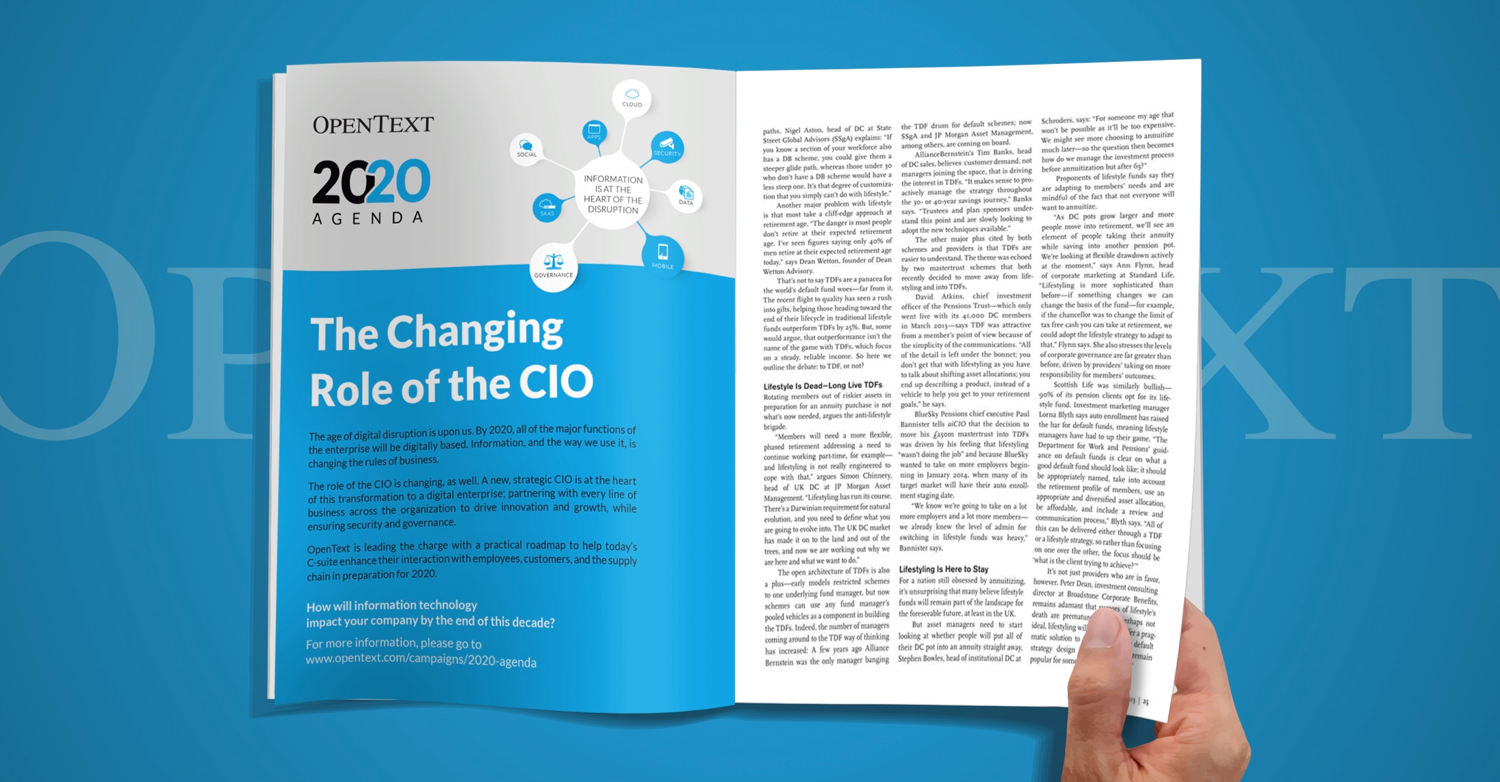 OPENTEXT
2020
AGENDA
CLOUD
APPS
SECURITY
SOCIAL
INFORMATION
IS AT THE
HEART OF THE
DISRUPTION
DATA
SAAS
GOVERNANCE
MOBILE
The Changing
Role of the CIO
The age of digital disruption is upon us. By 2020, all of the major functions of
the enterprise will be digitally based. Information, and the way we use it, is
changing the rules of business.
The role of the CIO is changing, as well. A new, strategic CIO is at the heart
of this transformation to a digital enterprise; partnering with every line of
business across the organization to drive innovation and growth, while
ensuring security and governance.
OpenText is leading the charge with a practical roadmap to help today's
C-suite enhance their interaction with employees, customers, and the supply
chain in preparation for 2020.
How will information technology
impact your company by the end of this decade?
For more information, please go to
www.opentext.com/campaigns/2020-agenda
paths. Nigel Aston, head of DC at State
Street Global Advisors (SSgA) explains: "If
you know a section of your workforce also
has a DB scheme, you could give them a
steeper glide path, whereas those under 30
who don't have a DB scheme would have a
less steep one. It's that degree of customiza-
tion that you simply can't do with lifestyle."
Another major problem with lifestyle
is that most take a cliff-edge approach at
retirement age. "The danger is most people
don't retire at their expected retirement
age. I've seen figures saying only 40% of
men retire at their expected retirement age
today," says Dean Wetton, founder of Dean
Wetton Advisory.
That's not to say TDFs are a panacea for
the world's default fund woes—far from it.
The recent flight to quality has seen a rush
into gilts, helping those heading toward the
end of their lifecycle in traditional lifestyle
funds outperform TDFs by 25%. But, some
would argue, that outperformance isn't the
name of the game with TDFs, which focus
on a steady, reliable income. So here we
outline the debate: to TDF, or not?
Lifestyle Is Dead—Long Live TDFs
Rotating members out of riskier assets in
preparation for an annuity purchase is not
what's now needed, argues the anti-lifestyle
brigade.
"Members will need a more flexible,
phased retirement addressing a need to
continue working part-time, for example—
and lifestyling is not really engineered to
cope with that," argues Simon Chinnery,
head of UK DC at JP Morgan Asset
Management. "Lifestyling has run its course.
There's a Darwinian requirement for natural
evolution, and you need to define what you
are going to evolve into. The UK DC market
has made it on to the land and out of the
trees, and now we are working out why we
are here and what we want to do."
The open architecture of TDFs is also
a plus—early models restricted schemes
to one underlying fund manager, but now
schemes can use any fund manager's
pooled vehicles as a component in building
the TDFs. Indeed, the number of managers
coming around to the TDF way of thinking
has increased: A few years ago Alliance
Bernstein was the only manager banging
the TDF drum for default schemes; now
SSgA and JP Morgan Asset Management,
among others, are coming on board.
AllianceBernstein's Tim Banks, head
of DC sales, believes customer demand, not
managers joining the space, that is driving
the interest in TDFs. "It makes sense to pro-
actively manage the strategy throughout
the 30- or 40-year savings journey," Banks
says. "Trustees and plan sponsors under-
stand this point and are slowly looking to
adopt the new techniques available."
The other major plus cited by both
schemes and providers is that TDFs are
easier to understand. The theme was echoed
by two mastertrust schemes that both
recently decided to move away from life-
styling and into TDFs.
David Atkins, chief investment
officer of the Pensions Trust—which only
went live with its 41,000 DC members
in March 2013—says TDF was attractive
from a member's point of view because of
the simplicity of the communications. "All
of the detail is left under the bonnet; you
don't get that with lifestyling as you have
to talk about shifting asset allocations; you
end up describing a product, instead of a
vehicle to help you get to your retirement
goals," he says.
BlueSky Pensions chief executive Paul
Bannister tells aiCIO that the decision to
move his £250m mastertrust into TDFs
was driven by his feeling that lifestyling
"wasn't doing the job" and because BlueSky
wanted to take on more employers begin-
ning in January 2014, when many of its
target market will have their auto enroll-
ment staging date.
"We know we're going to take on a lot
more employers and a lot more members—
we already knew the level of admin for
switching in lifestyle funds was heavy,"
Bannister says.
Lifestyling Is Here to Stay
For a nation still obsessed by annuitizing,
it's unsurprising that many believe lifestyle
funds will remain part of the landscape for
the foreseeable future, at least in the UK.
But asset managers need to start
looking at whether people will put all of
their DC pot into an annuity straight away.
Stephen Bowles, head of institutional DC at
Schroders, says: "For someone my age that
won't be possible as it'll be too expensive.
We might see more choosing to annuitize
much later—so the question then becomes
how do we manage the investment process
before annuitization but after 65?"
Proponents of lifestyle funds say they
are adapting to members' needs and are
mindful of the fact that not everyone will
want to annuitize.
"As DC pots grow larger and more
people retire, we'll see an
element of people taking their annuity
while saving into another pension pot.
We're looking at flexible drawdown actively
at the moment," says Ann Flynn, head
of corporate marketing at Standard Life.
"Lifestyling is more sophisticated than
before—if something changes we can
change the basis of the fund—for example,
if the chancellor was to change the limit of
tax free cash you can take at retirement, we
could adopt the lifestyle strategy to adapt to
that," Flynn says. She also stresses the levels
of corporate governance are far greater than
before, driven by providers' taking on more
responsibility for members' outcomes.
Scottish Life was similarly bullish—
90% of its pension clients opt for its life-
style fund. Investment marketing manager
Lorna Blyth says auto enrollment has raised
the bar for default funds, meaning lifestyle
managers have had to up their game. "The
Department for Work and Pensions' guid-
ance on default funds is clear on what a
good default fund should look like; it should
be appropriately named, take into account
the retirement profile of members, use an
appropriate and diversified asset allocation,
be affordable, and include a review and
communication process," Blyth says. "All of
this can be delivered either through a TDF
or a lifestyle strategy, so rather than focusing
on one over the other, the focus should be
'what is the client trying to achieve?'"
It's not just providers who are in favor,
however. Peter Dean, investment consulting
director at Broadstone Corporate Benefits,
remains adamant that of lifestyle's
death are not
ideal, lifestyling a prag-
matic solution to default
strategy design remain
popular for
25